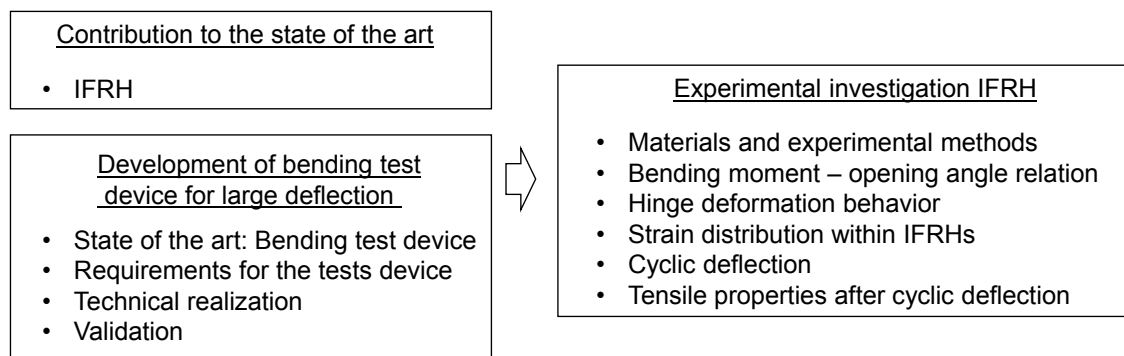 Contribution to the state of the art
• IFRH
Development of bending test
device for large deflection
• State of the art: Bending test device
• Requirements for the tests device
• Technical realization
• Validation
Experimental investigation IFRH
• Materials and experimental methods
• Bending moment – opening angle relation
• Hinge deformation behavior
• Strain distribution within IFRHs
• Cyclic deflection
• Tensile properties after cyclic deflection